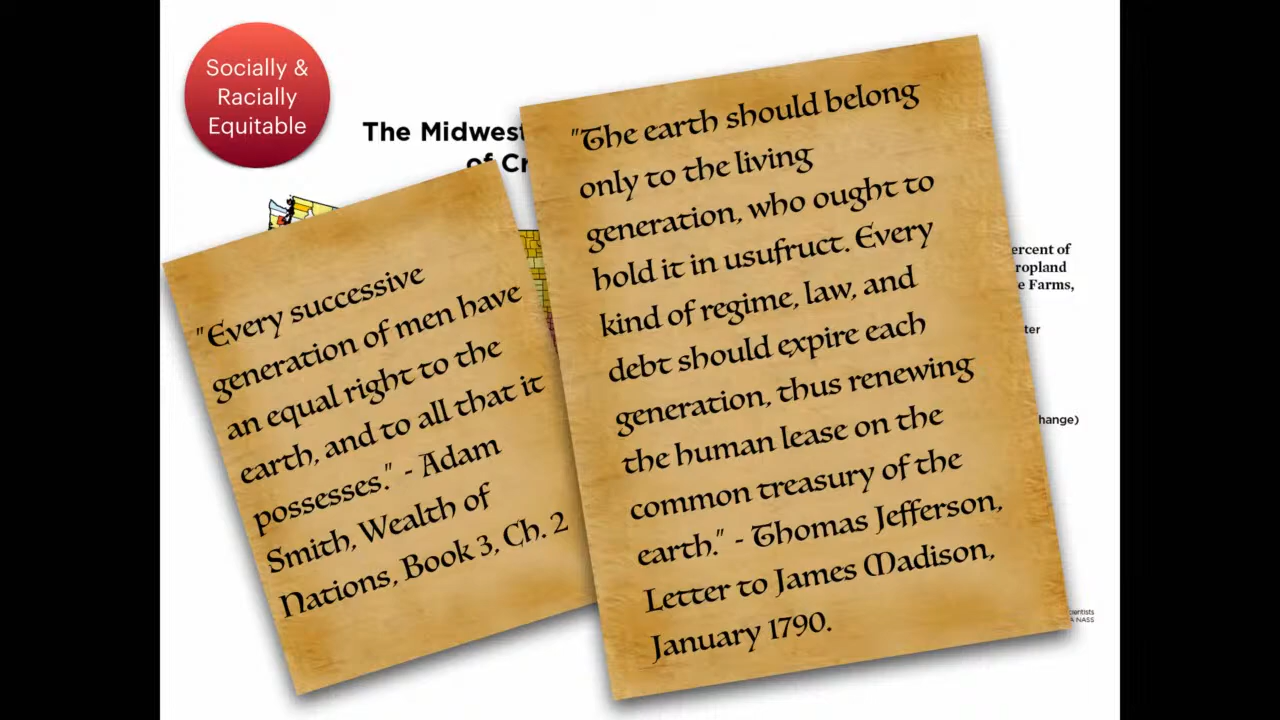 Socially &
Racially
Equitable
The Midwest
of
"Every successive
generation of men have
an equal right to the
earth, and to all that it
possesses." - Adam
Smith, Wealth of
Nations, Book 3, Ch. 2
"The earth should belong
only to the living
generation, who ought to
hold it in usufruct. Every
kind of regime, law, and
debt should expire each
generation, thus renewing
the human lease on the
common treasury of the
earth." - Thomas Jefferson,
Letter to James Madison,
January 1790.
ercent of
ropland
e Farms,
ter
hange)
entists
NASS